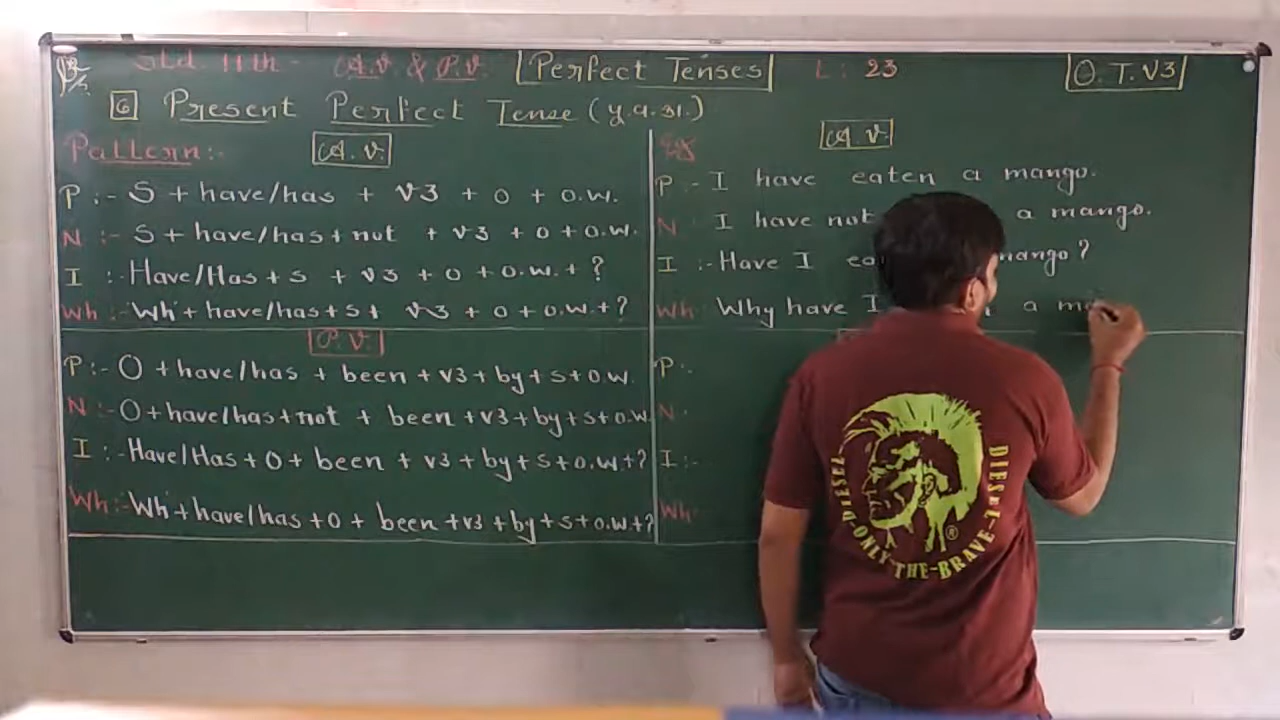 Std. 11th - A.V. & P.V. Perfect Tenses L: 23 O.T. V3
6 Present Perfect Tense (y.a.31.)
Pattern:- A.V.
P :- S + have/has + V3 + O + O.W.
N :- S + have/has + not + V3 + O + O.W.
I :- Have/Has + S + V3 + O + O.W. + ?
Wh :- Wh + have/has + S + V3 + O + O.W. + ?
P.V.
P :- O + have/has + been + V3 + by + S + O.W.
N :- O + have/has + not + been + V3 + by + S + O.W.
I :- Have/Has + O + been + V3 + by + S + O.W + ?
Wh :- Wh + have/has + O + been + V3 + by + S + O.W + ?
Eg A.V.
P :- I have eaten a mango.
N I have not a mango.
I :- Have I mango?
Wh: Why have I a
P:-
N:
I :-
Wh:
DIESEL-ONLY-THE-BRAVE-DIESEL-
®